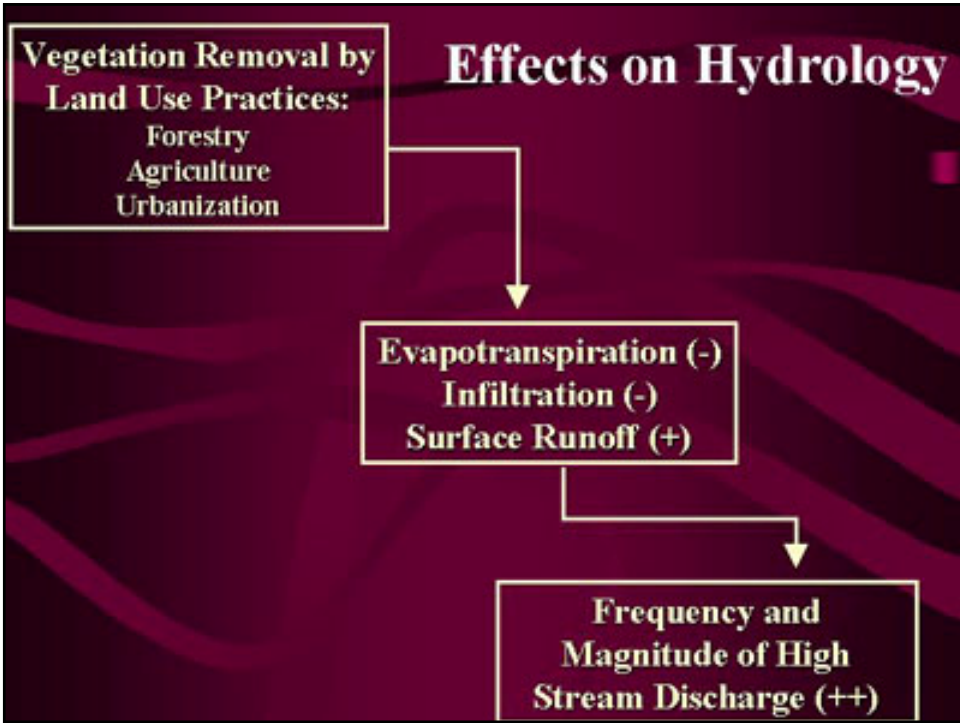 Effects on Hydrology
Vegetation Removal by
Land Use Practices:
Forestry
Agriculture
Urbanization
Evapotranspiration (-)
Infiltration (-)
Surface Runoff (+)
Frequency and
Magnitude of High
Stream Discharge (++)